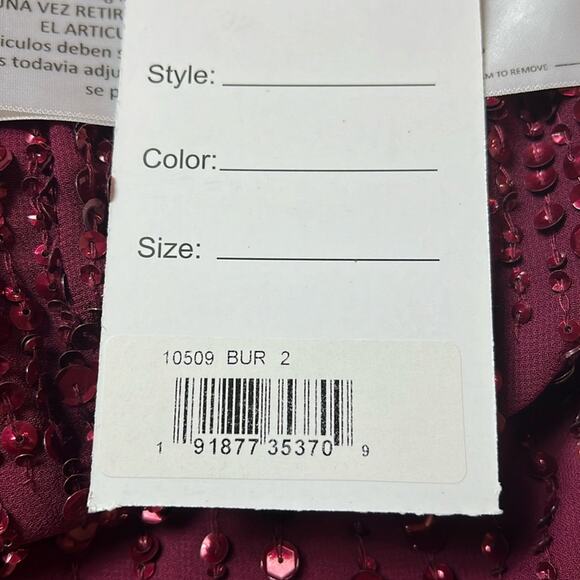 UNA VEZ RETIR
EL ARTICU
iculos deben s
s todavia adju
se p
M TO REMOVE
Style:
Color:
Size:
10509 BUR 2
1 91877 35370 9